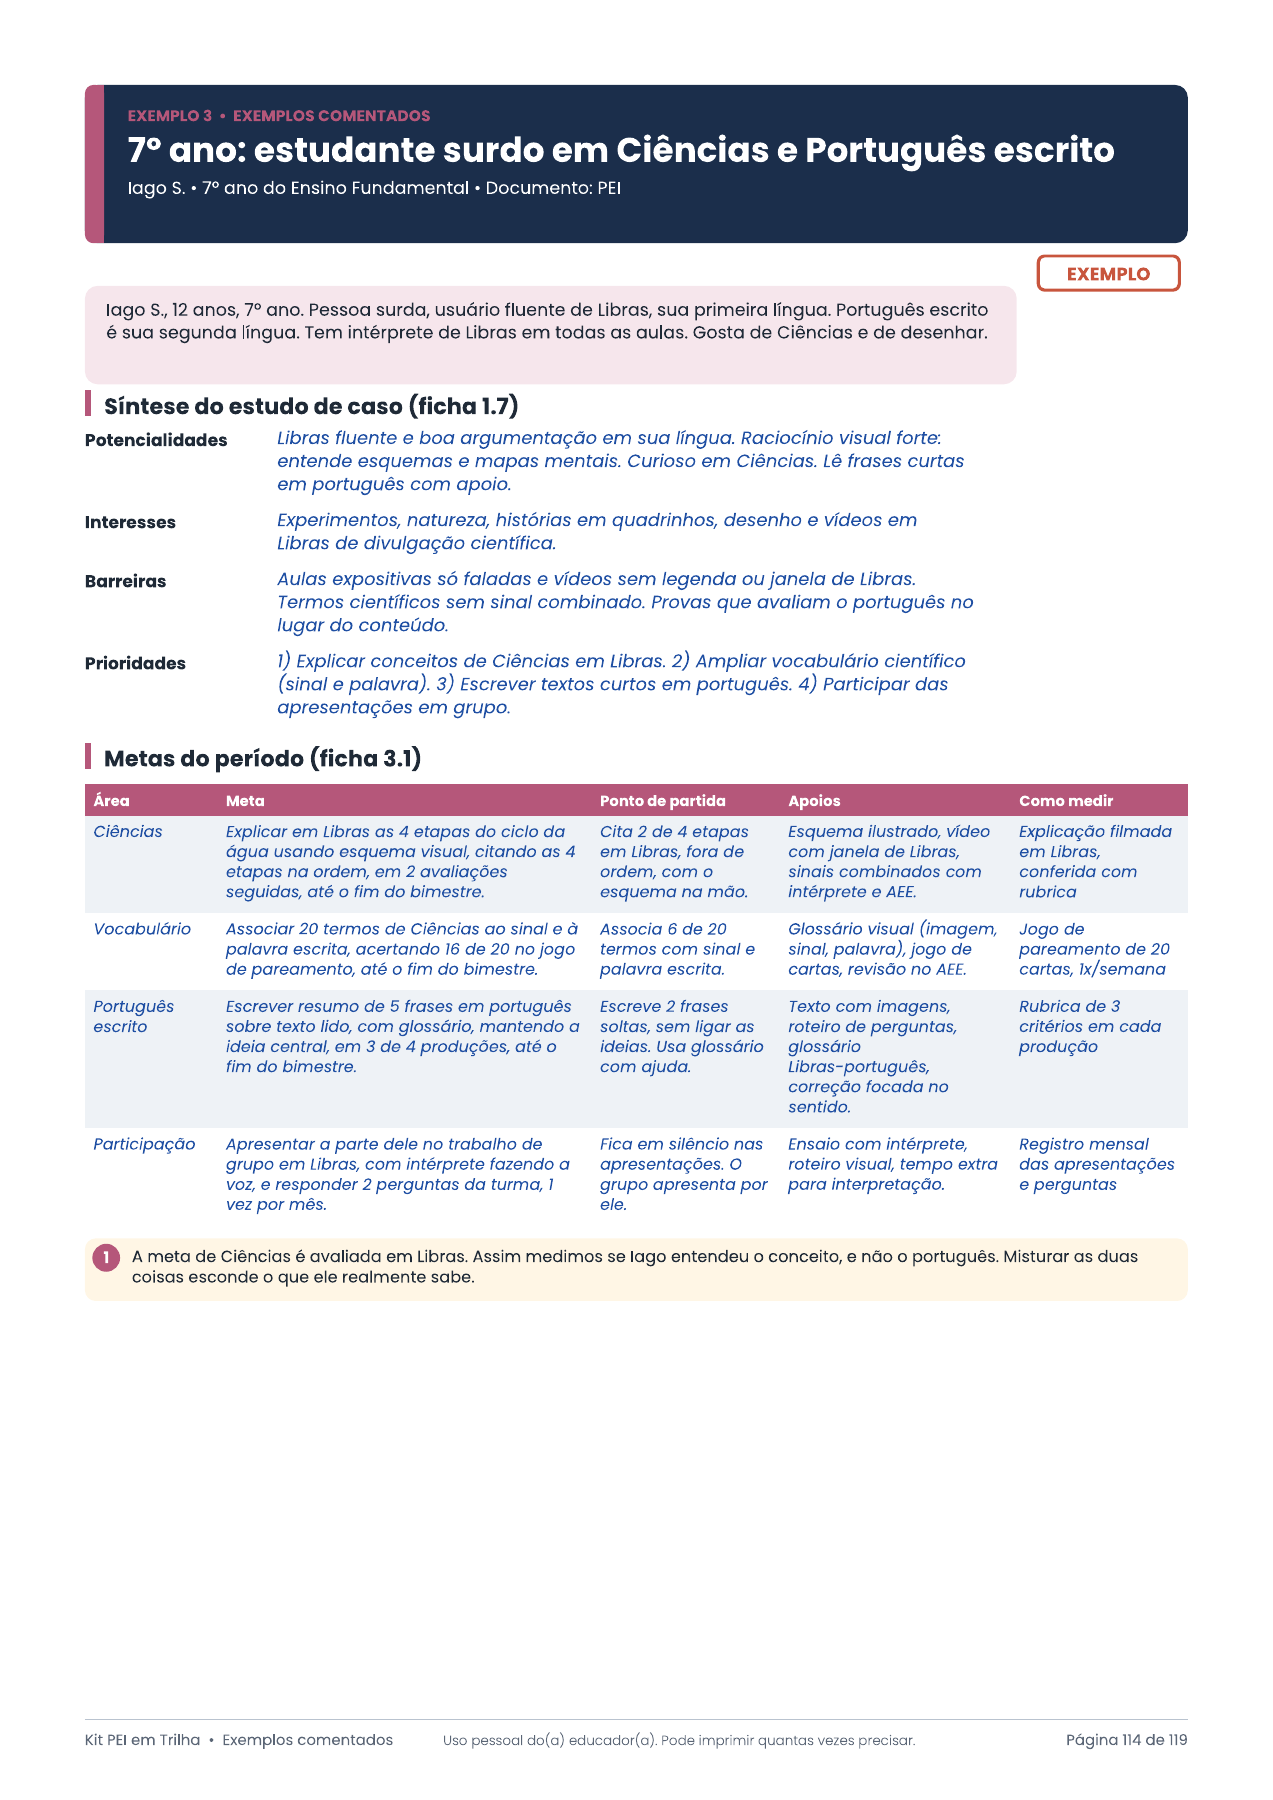 EXEMPLO 3 • EXEMPLOS COMENTADOS
7º ano: estudante surdo em Ciências e Português escrito
Iago S. • 7º ano do Ensino Fundamental • Documento: PEI
EXEMPLO
Iago S., 12 anos, 7º ano. Pessoa surda, usuário fluente de Libras, sua primeira língua. Português escrito
é sua segunda língua. Tem intérprete de Libras em todas as aulas. Gosta de Ciências e de desenhar.
Síntese do estudo de caso (ficha 1.7)
Potencialidades
Libras fluente e boa argumentação em sua língua. Raciocínio visual forte:
entende esquemas e mapas mentais. Curioso em Ciências. Lê frases curtas
em português com apoio.
Interesses
Experimentos, natureza, histórias em quadrinhos, desenho e vídeos em
Libras de divulgação científica.
Barreiras
Aulas expositivas só faladas e vídeos sem legenda ou janela de Libras.
Termos científicos sem sinal combinado. Provas que avaliam o português no
lugar do conteúdo.
Prioridades
1) Explicar conceitos de Ciências em Libras. 2) Ampliar vocabulário científico
(sinal e palavra). 3) Escrever textos curtos em português. 4) Participar das
apresentações em grupo.
Metas do período (ficha 3.1)
Área
Meta
Ponto de partida
Apoios
Como medir
Ciências
Explicar em Libras as 4 etapas do ciclo da
água usando esquema visual, citando as 4
etapas na ordem, em 2 avaliações
seguidas, até o fim do bimestre.
Cita 2 de 4 etapas
em Libras, fora de
ordem, com o
esquema na mão.
Esquema ilustrado, vídeo
com janela de Libras,
sinais combinados com
intérprete e AEE.
Explicação filmada
em Libras,
conferida com
rubrica
Vocabulário
Associar 20 termos de Ciências ao sinal e à
palavra escrita, acertando 16 de 20 no jogo
de pareamento, até o fim do bimestre.
Associa 6 de 20
termos com sinal e
palavra escrita.
Glossário visual (imagem,
sinal, palavra), jogo de
cartas, revisão no AEE.
Jogo de
pareamento de 20
cartas, 1x/semana
Português
escrito
Escrever resumo de 5 frases em português
sobre texto lido, com glossário, mantendo a
ideia central, em 3 de 4 produções, até o
fim do bimestre.
Escreve 2 frases
soltas, sem ligar as
ideias. Usa glossário
com ajuda.
Texto com imagens,
roteiro de perguntas,
glossário
Libras-português,
correção focada no
sentido.
Rubrica de 3
critérios em cada
produção
Participação
Apresentar a parte dele no trabalho de
grupo em Libras, com intérprete fazendo a
voz, e responder 2 perguntas da turma, 1
vez por mês.
Fica em silêncio nas
apresentações. O
grupo apresenta por
ele.
Ensaio com intérprete,
roteiro visual, tempo extra
para interpretação.
Registro mensal
das apresentações
e perguntas
1
A meta de Ciências é avaliada em Libras. Assim medimos se Iago entendeu o conceito, e não o português. Misturar as duas
coisas esconde o que ele realmente sabe.
Kit PEI em Trilha • Exemplos comentados
Uso pessoal do(a) educador(a). Pode imprimir quantas vezes precisar.
Página 114 de 119